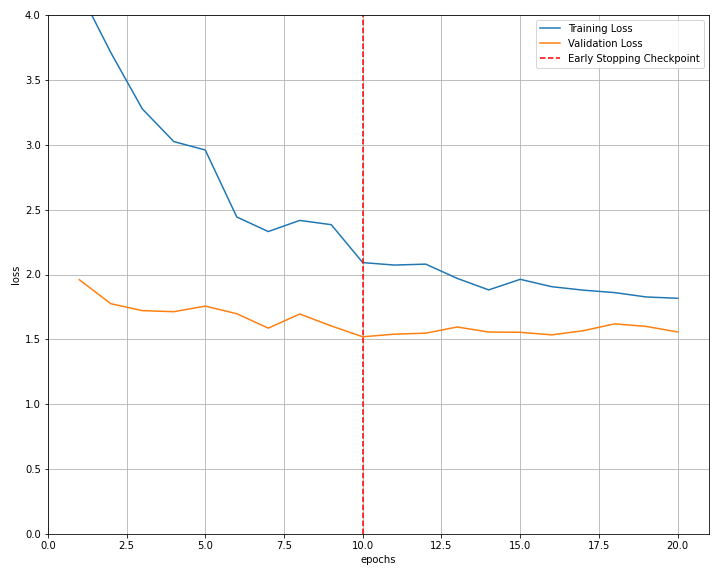 4.0
3.5
3.0
2.5
2.0
1.5
1.0
0.5
0.0
loss
Training Loss
Validation Loss
Early Stopping Checkpoint
0.0 2.5 5.0 7.5 10.0 12.5 15.0 17.5 20.0
epochs